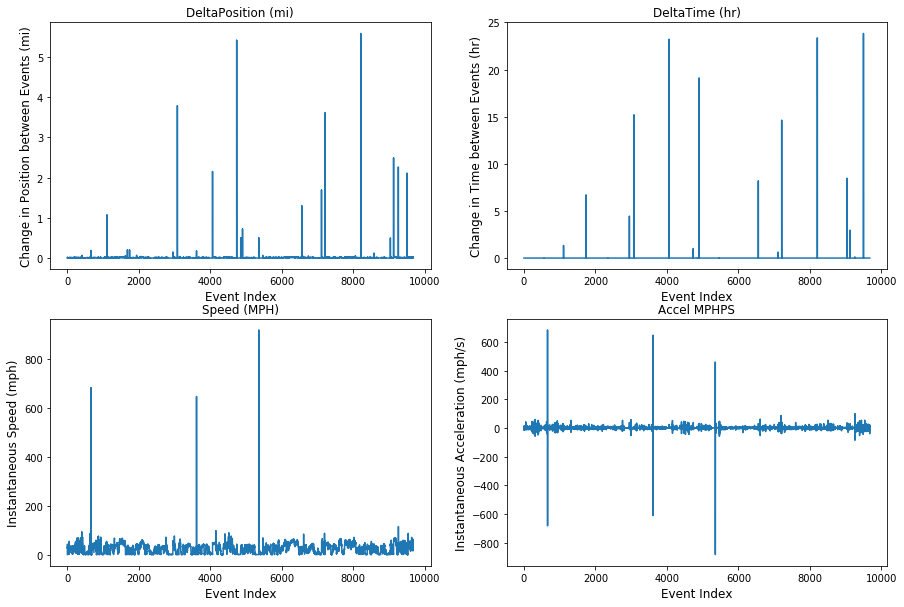 DeltaPosition (mi)
Change in Position between Events (mi)
5
4
3
2
1
0
0 2000 4000 6000 8000 10000
Event Index
DeltaTime (hr)
Change in Time between Events (hr)
25
20
15
10
5
0
0 2000 4000 6000 8000 10000
Event Index
Speed (MPH)
Instantaneous Speed (mph)
800
600
400
200
0
0 2000 4000 6000 8000 10000
Event Index
Accel MPHPS
Instantaneous Acceleration (mph/s)
600
400
200
0
−200
−400
−600
−800
0 2000 4000 6000 8000 10000
Event Index